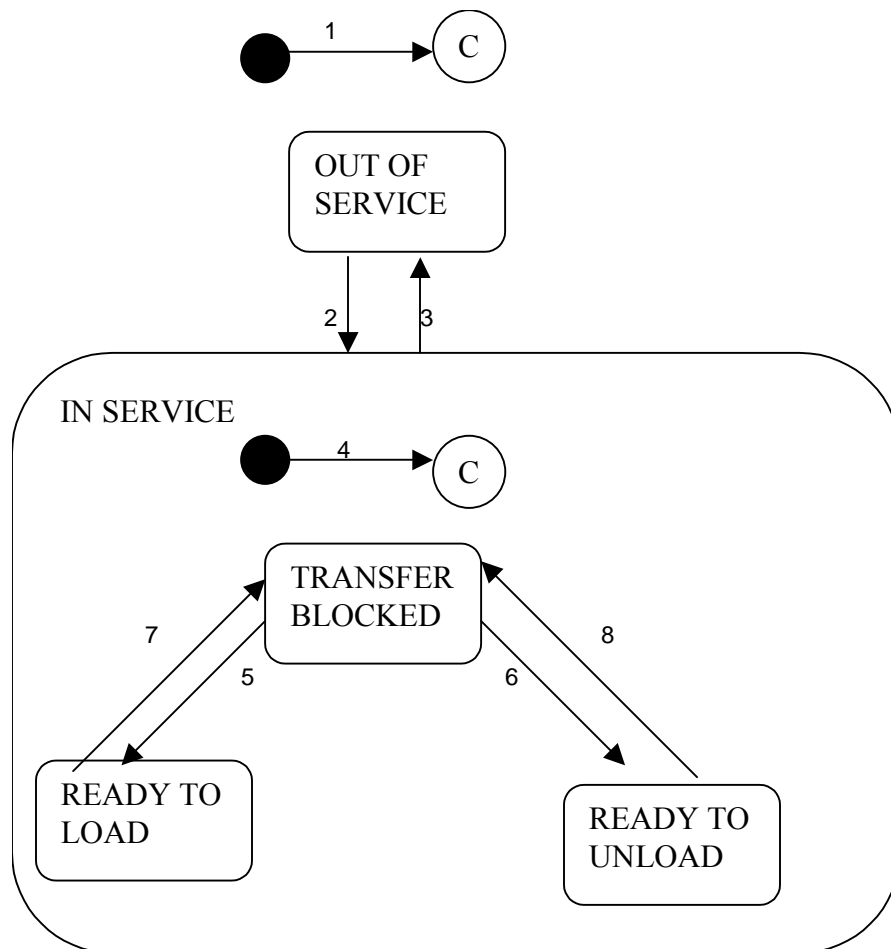 1
C
OUT OF
SERVICE
2
3
IN SERVICE
4
C
TRANSFER
BLOCKED
7
8
5
6
READY TO
LOAD
READY TO
UNLOAD